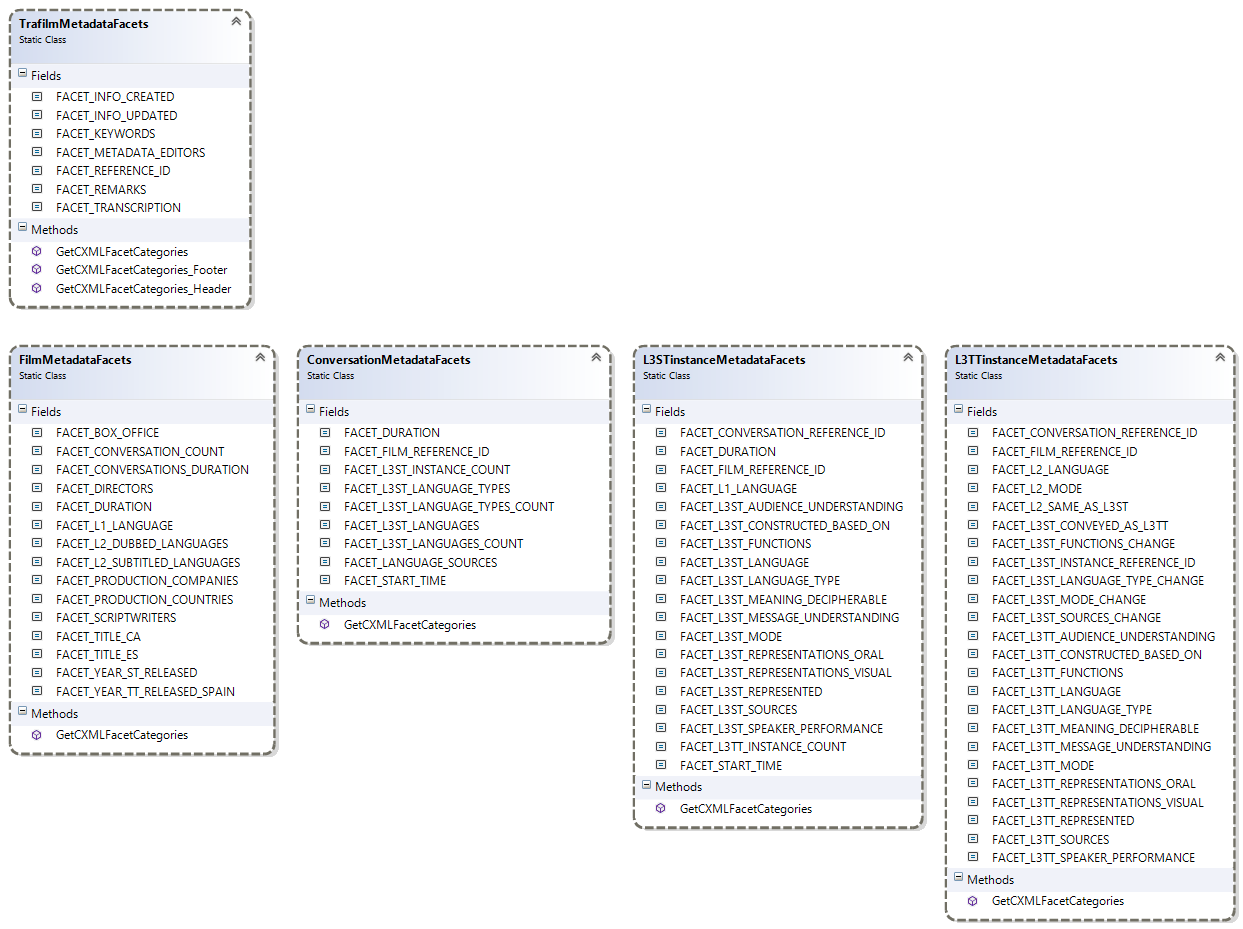 TrafilmMetadataFacets
Static Class
Fields
FACET_INFO_CREATED
FACET_INFO_UPDATED
FACET_KEYWORDS
FACET_METADATA_EDITORS
FACET_REFERENCE_ID
FACET_REMARKS
FACET_TRANSCRIPTION
Methods
GetCXMLFacetCategories
GetCXMLFacetCategories_Footer
GetCXMLFacetCategories_Header
FilmMetadataFacets
Static Class
Fields
FACET_BOX_OFFICE
FACET_CONVERSATION_COUNT
FACET_CONVERSATIONS_DURATION
FACET_DIRECTORS
FACET_DURATION
FACET_L1_LANGUAGE
FACET_L2_DUBBED_LANGUAGES
FACET_L2_SUBTITLED_LANGUAGES
FACET_PRODUCTION_COMPANIES
FACET_PRODUCTION_COUNTRIES
FACET_SCRIPTWRITERS
FACET_TITLE_CA
FACET_TITLE_ES
FACET_YEAR_ST_RELEASED
FACET_YEAR_TT_RELEASED_SPAIN
Methods
GetCXMLFacetCategories
ConversationMetadataFacets
Static Class
Fields
FACET_DURATION
FACET_FILM_REFERENCE_ID
FACET_L3ST_INSTANCE_COUNT
FACET_L3ST_LANGUAGE_TYPES
FACET_L3ST_LANGUAGE_TYPES_COUNT
FACET_L3ST_LANGUAGES
FACET_L3ST_LANGUAGES_COUNT
FACET_LANGUAGE_SOURCES
FACET_START_TIME
Methods
GetCXMLFacetCategories
L3STinstanceMetadataFacets
Static Class
Fields
FACET_CONVERSATION_REFERENCE_ID
FACET_DURATION
FACET_FILM_REFERENCE_ID
FACET_L1_LANGUAGE
FACET_L3ST_AUDIENCE_UNDERSTANDING
FACET_L3ST_CONSTRUCTED_BASED_ON
FACET_L3ST_FUNCTIONS
FACET_L3ST_LANGUAGE
FACET_L3ST_LANGUAGE_TYPE
FACET_L3ST_MEANING_DECIPHERABLE
FACET_L3ST_MESSAGE_UNDERSTANDING
FACET_L3ST_MODE
FACET_L3ST_REPRESENTATIONS_ORAL
FACET_L3ST_REPRESENTATIONS_VISUAL
FACET_L3ST_REPRESENTED
FACET_L3ST_SOURCES
FACET_L3ST_SPEAKER_PERFORMANCE
FACET_L3TT_INSTANCE_COUNT
FACET_START_TIME
Methods
GetCXMLFacetCategories
L3TTinstanceMetadataFacets
Static Class
Fields
FACET_CONVERSATION_REFERENCE_ID
FACET_FILM_REFERENCE_ID
FACET_L2_LANGUAGE
FACET_L2_MODE
FACET_L2_SAME_AS_L3ST
FACET_L3ST_CONVEYED_AS_L3TT
FACET_L3ST_FUNCTIONS_CHANGE
FACET_L3ST_INSTANCE_REFERENCE_ID
FACET_L3ST_LANGUAGE_TYPE_CHANGE
FACET_L3ST_MODE_CHANGE
FACET_L3ST_SOURCES_CHANGE
FACET_L3TT_AUDIENCE_UNDERSTANDING
FACET_L3TT_CONSTRUCTED_BASED_ON
FACET_L3TT_FUNCTIONS
FACET_L3TT_LANGUAGE
FACET_L3TT_LANGUAGE_TYPE
FACET_L3TT_MEANING_DECIPHERABLE
FACET_L3TT_MESSAGE_UNDERSTANDING
FACET_L3TT_MODE
FACET_L3TT_REPRESENTATIONS_ORAL
FACET_L3TT_REPRESENTATIONS_VISUAL
FACET_L3TT_REPRESENTED
FACET_L3TT_SOURCES
FACET_L3TT_SPEAKER_PERFORMANCE
Methods
GetCXMLFacetCategories